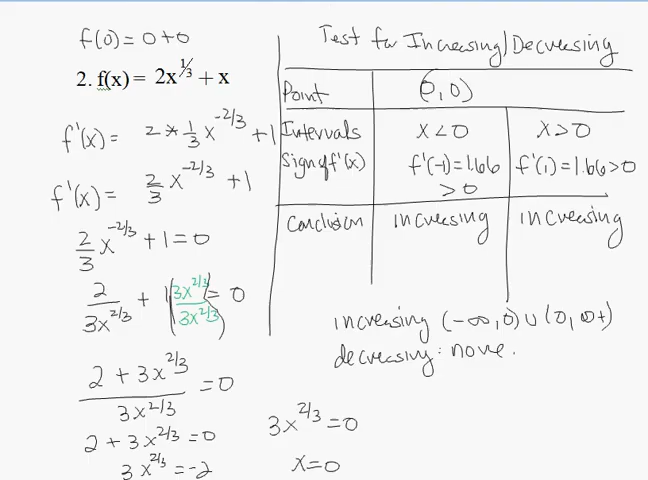 f(0) = 0+0
2. f(x) = 2x^{1/3} + x
f'(x) = 2 * 1/3 x^{-2/3} + 1
f'(x) = 2/3 x^{-2/3} + 1
2/3 x^{-2/3} + 1 = 0
2/(3x^{2/3}) + 1(3x^{2/3}/3x^{2/3}) = 0
(2 + 3x^{2/3})/(3x^{2/3}) = 0
2 + 3x^{2/3} = 0
3x^{2/3} = -2
3x^{2/3} = 0
x = 0
Test for Increasing/Decreasing
Point (0,0)
Intervals x < 0 x > 0
Sign of f'(x) f'(-1) = 1.66 > 0 f'(1) = 1.66 > 0
Conclusion increasing increasing
increasing (-∞,0) ∪ (0,∞+)
decreasing: none.